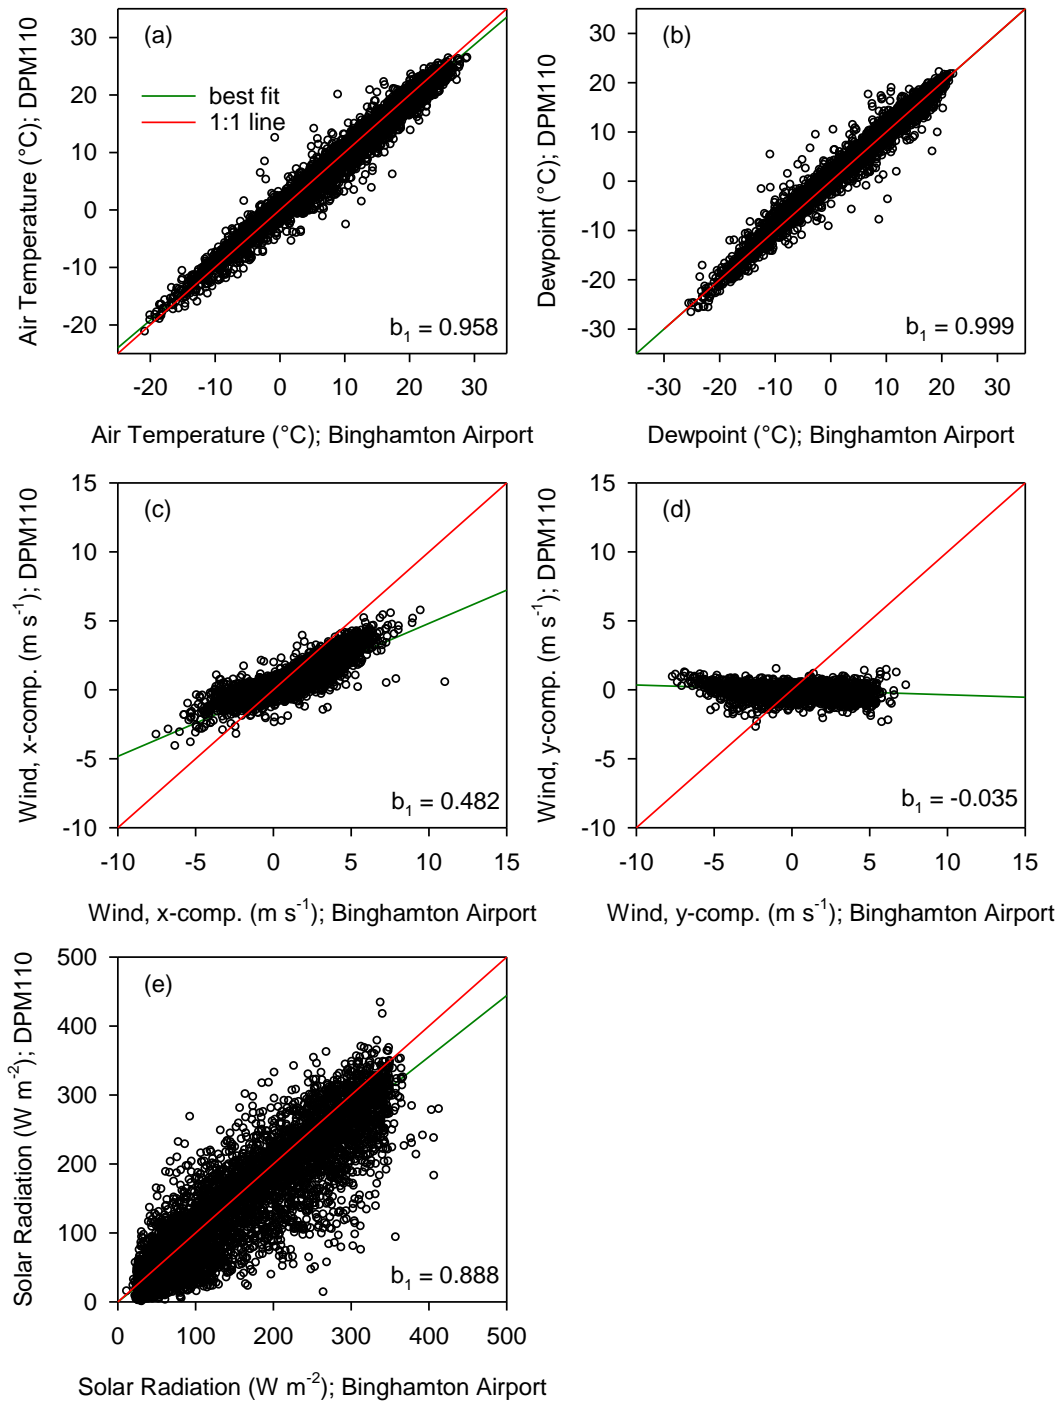 (a)
best fit
1:1 line
30
20
10
0
-10
-20
Air Temperature (°C); DPM110
b1 = 0.958
-20 -10 0 10 20 30
Air Temperature (°C); Binghamton Airport
(b)
30
20
10
0
-10
-20
-30
Dewpoint (°C); DPM110
b1 = 0.999
-30 -20 -10 0 10 20 30
Dewpoint (°C); Binghamton Airport
(c)
15
10
5
0
-5
-10
Wind, x-comp. (m s-1); DPM110
b1 = 0.482
-10 -5 0 5 10 15
Wind, x-comp. (m s-1); Binghamton Airport
(d)
15
10
5
0
-5
-10
Wind, y-comp. (m s-1); DPM110
b1 = -0.035
-10 -5 0 5 10 15
Wind, y-comp. (m s-1); Binghamton Airport
(e)
500
400
300
200
100
0
Solar Radiation (W m-2); DPM110
b1 = 0.888
0 100 200 300 400 500
Solar Radiation (W m-2); Binghamton Airport